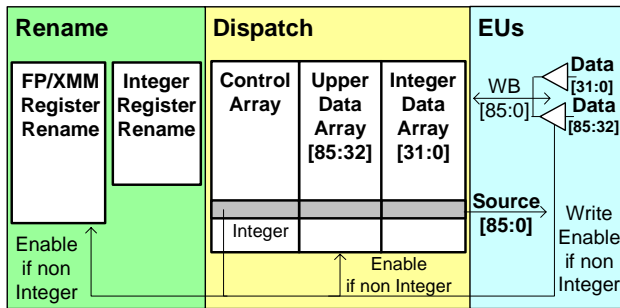 Rename
FP/XMM
Register
Rename
Integer
Register
Rename
Enable
if non
Integer
Dispatch
Control
Array
Upper
Data
Array
[85:32]
Integer
Data
Array
[31:0]
Integer
Enable
if non Integer
EUs
WB
[85:0]
Data
[31:0]
Data
[85:32]
Source
[85:0]
Write
Enable
if non
Integer